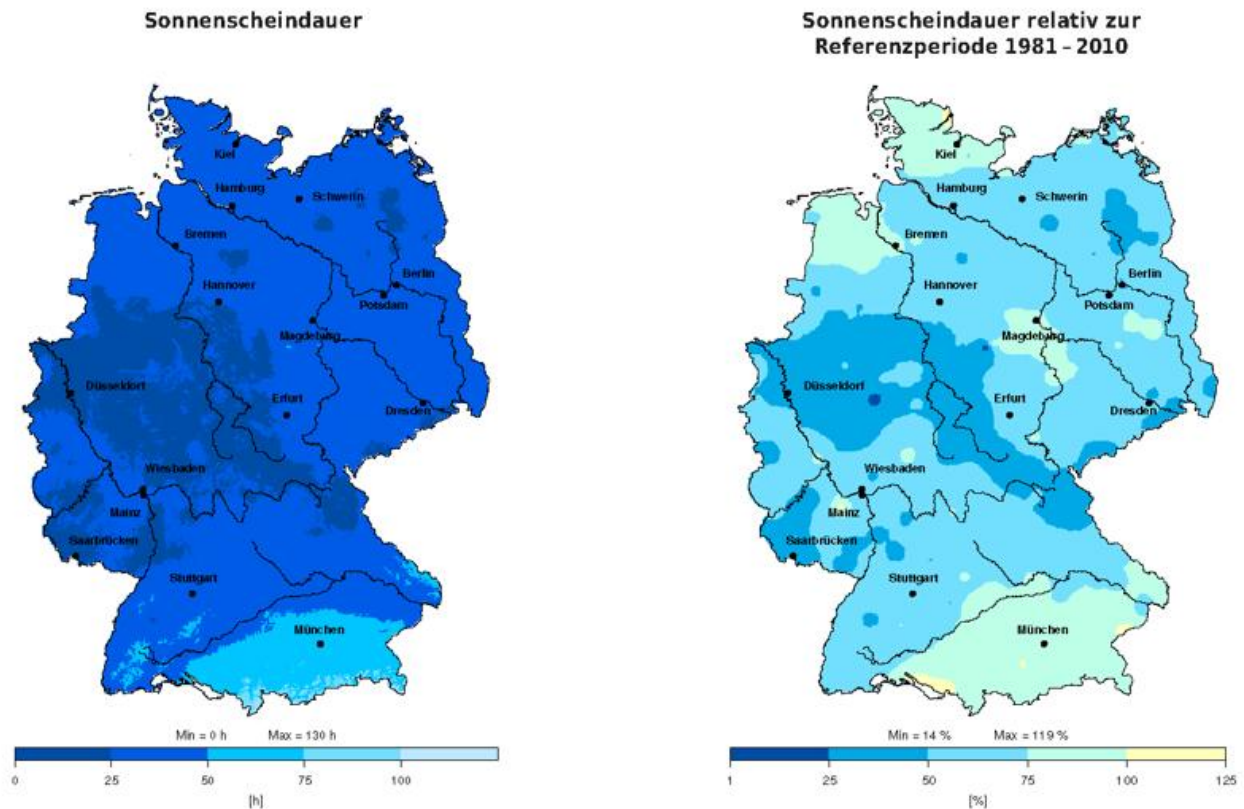 Sonnenscheindauer
Kiel
Hamburg
Schwerin
Bremen
Berlin
Hannover
Potsdam
Magdeburg
Düsseldorf
Erfurt
Dresden
Wiesbaden
Mainz
Saarbrücken
Stuttgart
München
Min = 0 h Max = 130 h
0 25 50 75 100
[h]
Sonnenscheindauer relativ zur
Referenzperiode 1981 – 2010
Kiel
Hamburg
Schwerin
Bremen
Berlin
Hannover
Potsdam
Magdeburg
Düsseldorf
Erfurt
Dresden
Wiesbaden
Mainz
Saarbrücken
Stuttgart
München
Min = 14 % Max = 119 %
1 25 50 75 100 125
[%]